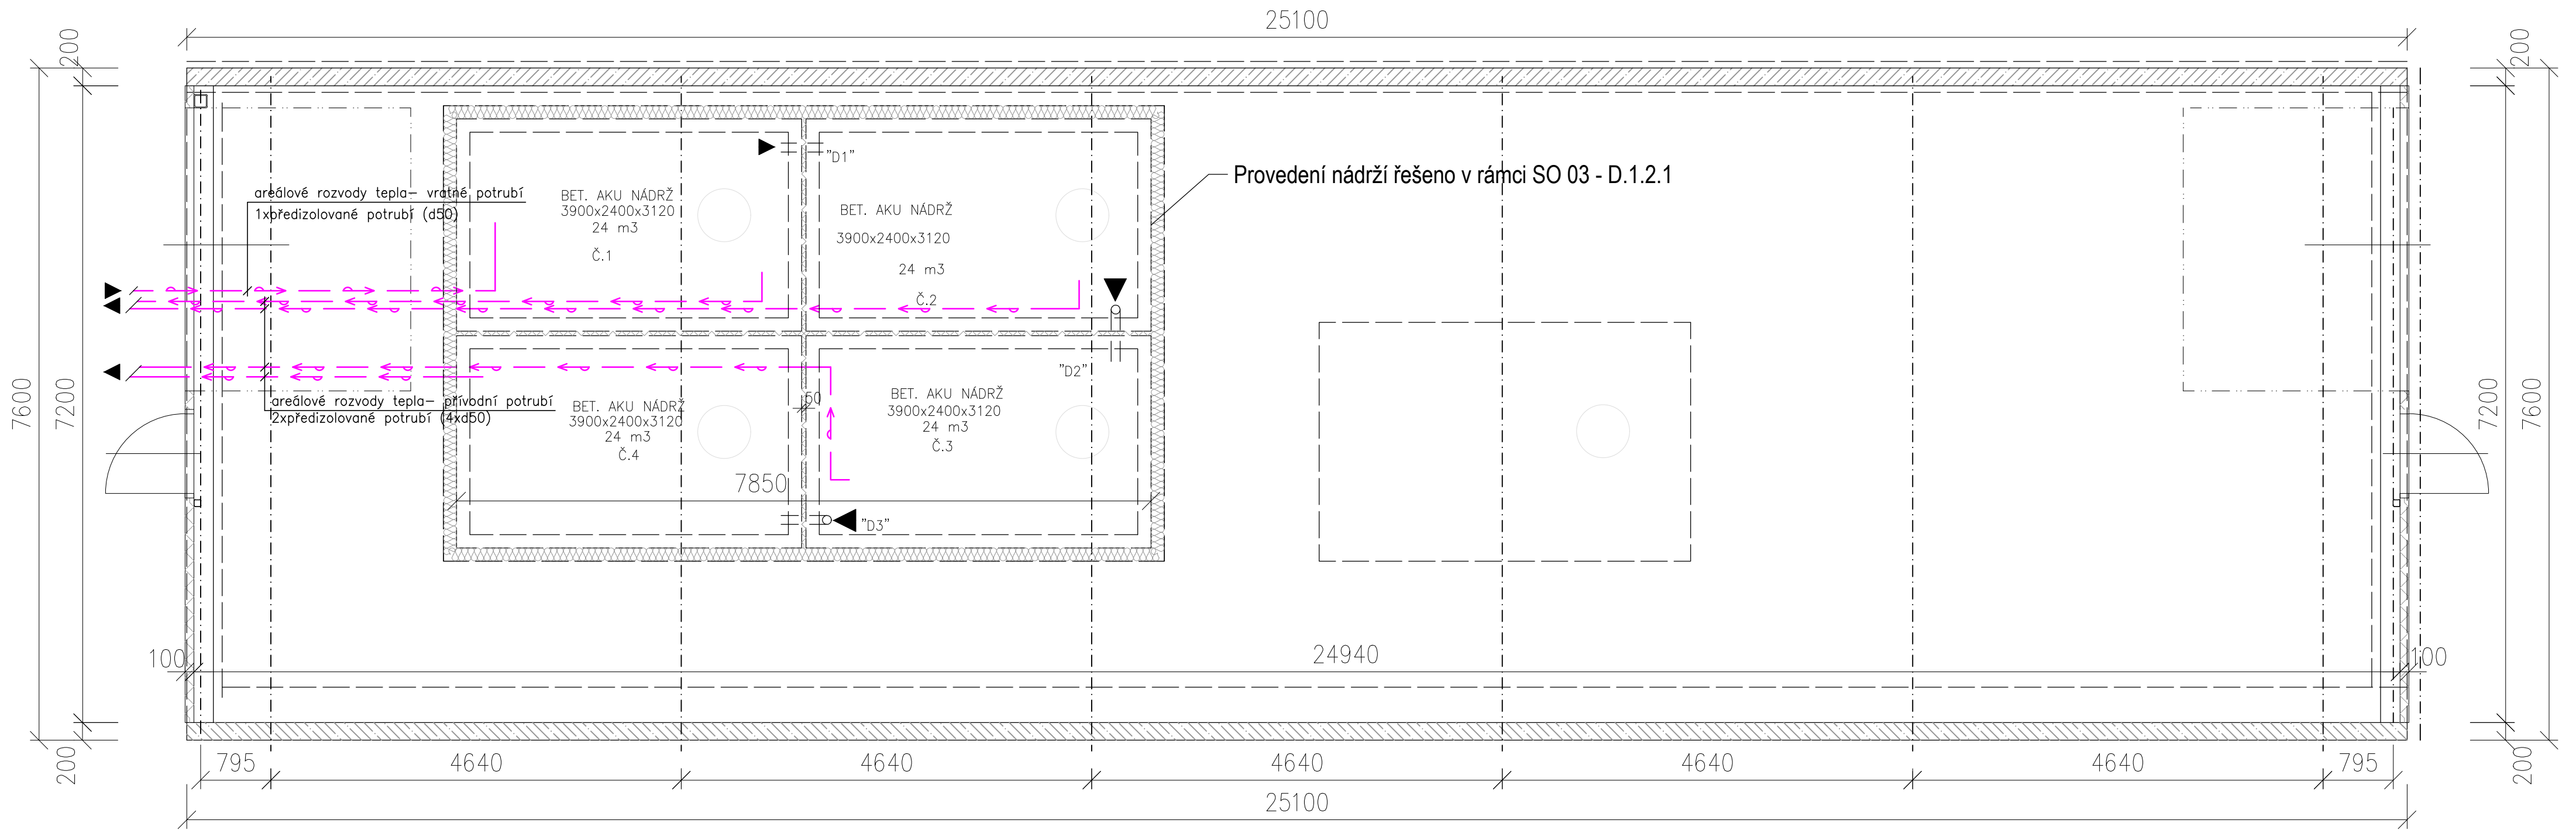 25100
200
200
"D1"
Provedení nádrží řešeno v rámci SO 03 - D.1.2.1
areálové rozvody tepla- vratné potrubí
1xpředizolované potrubí (d50)
BET. AKU NÁDRŽ
3900x2400x3120
24 m3
Č.1
BET. AKU NÁDRŽ
3900x2400x3120
24 m3
Č.2
7600
7200
7200
7600
"D2"
areálové rozvody tepla- přívodní potrubí
2xpředizolované potrubí (4xd50)
BET. AKU NÁDRŽ
3900x2400x3120
24 m3
Č.4
50
BET. AKU NÁDRŽ
3900x2400x3120
24 m3
Č.3
7850
"D3"
100
24940
100
200
795
4640
4640
4640
4640
4640
795
200
25100